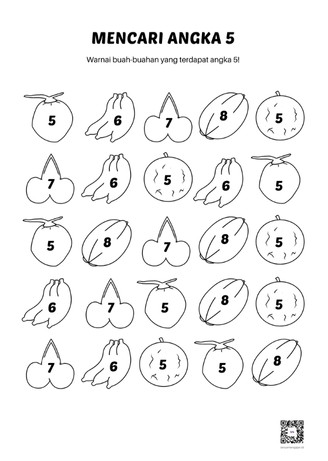 MENCARI ANGKA 5
Warnai buah-buahan yang terdapat angka 5!
5 6 7 8 5
7 6 5 6 5
5 8 7 8 5
6 7 5 8 5
7 6 5 5 8